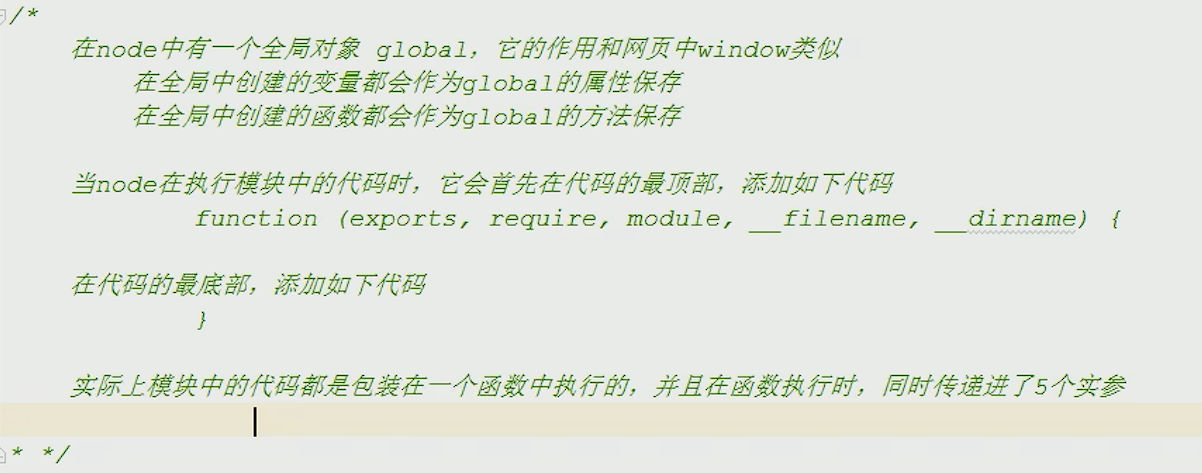 /*
在node中有一个全局对象 global，它的作用和网页中window类似
在全局中创建的变量都会作为global的属性保存
在全局中创建的函数都会作为global的方法保存
当node在执行模块中的代码时，它会首先在代码的最顶部，添加如下代码
function (exports, require, module, __filename, __dirname) {
在代码的最底部，添加如下代码
}
实际上模块中的代码都是包装在一个函数中执行的，并且在函数执行时，同时传递进了5个实参
* */